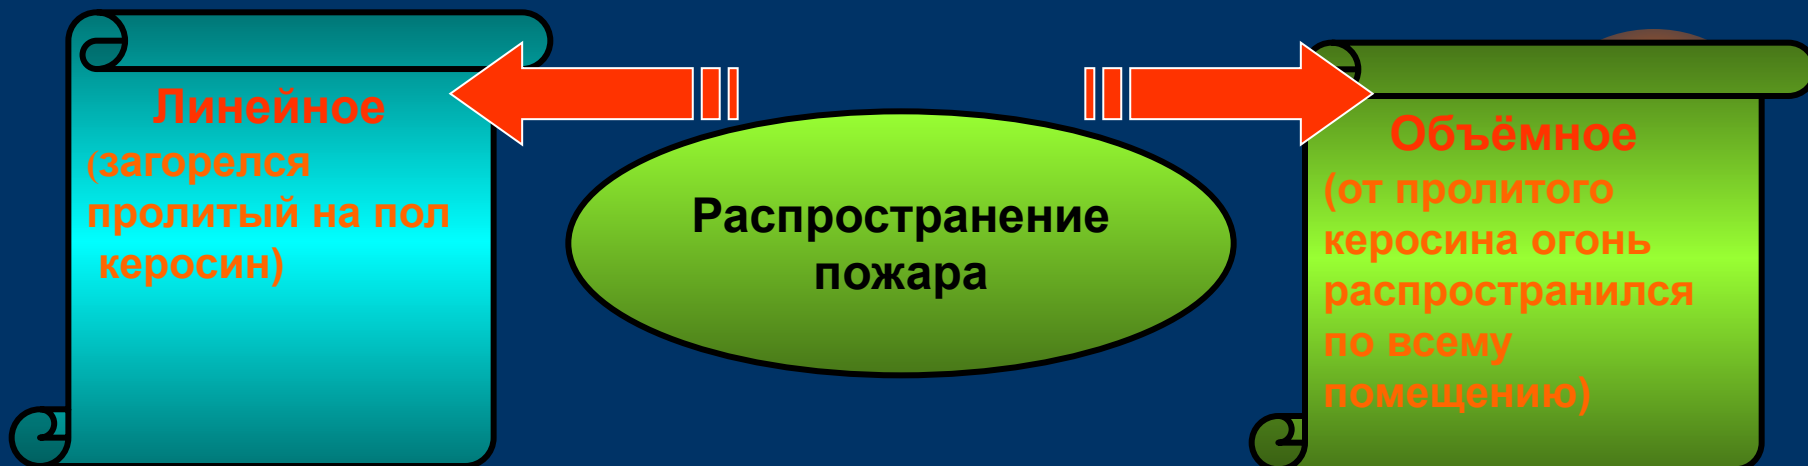 Линейное
(загорелся
пролитый на пол
керосин)
Распространение
пожара
Объёмное
(от пролитого
керосина огонь
распространился
по всему
помещению)